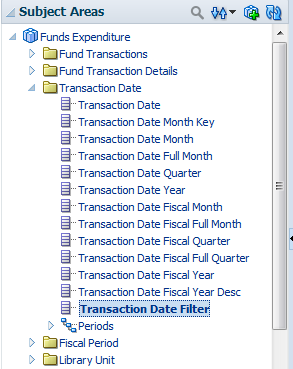 Subject Areas
Funds Expenditure
Fund Transactions
Fund Transaction Details
Transaction Date
Transaction Date
Transaction Date Month Key
Transaction Date Month
Transaction Date Full Month
Transaction Date Quarter
Transaction Date Year
Transaction Date Fiscal Month
Transaction Date Fiscal Full Month
Transaction Date Fiscal Quarter
Transaction Date Full Quarter
Transaction Date Fiscal Year
Transaction Date Fiscal Year Desc
Transaction Date Filter
Periods
Fiscal Period
Library Unit